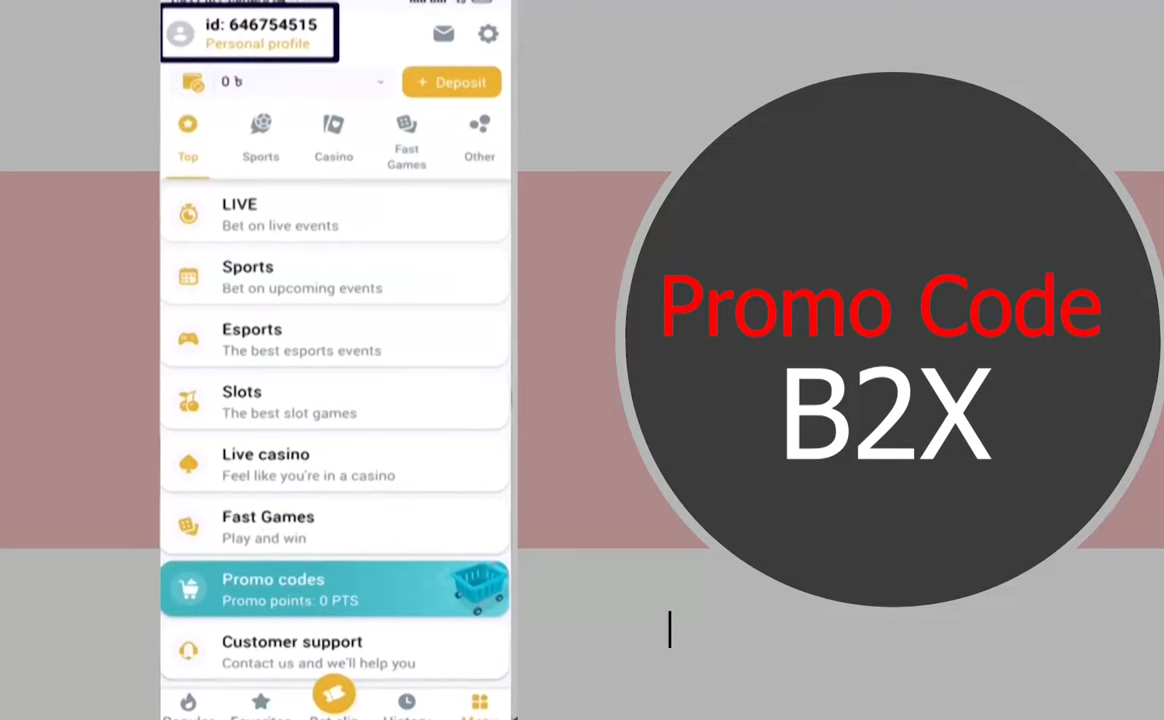 id: 646754515
Personal profile
0 ৳
+ Deposit
Top
Sports
Casino
Fast
Games
Other
LIVE
Bet on live events
Sports
Bet on upcoming events
Esports
The best esports events
Slots
The best slot games
Live casino
Feel like you're in a casino
Fast Games
Play and win
Promo codes
Promo points: 0 PTS
Customer support
Contact us and we'll help you
Promo Code
B2X